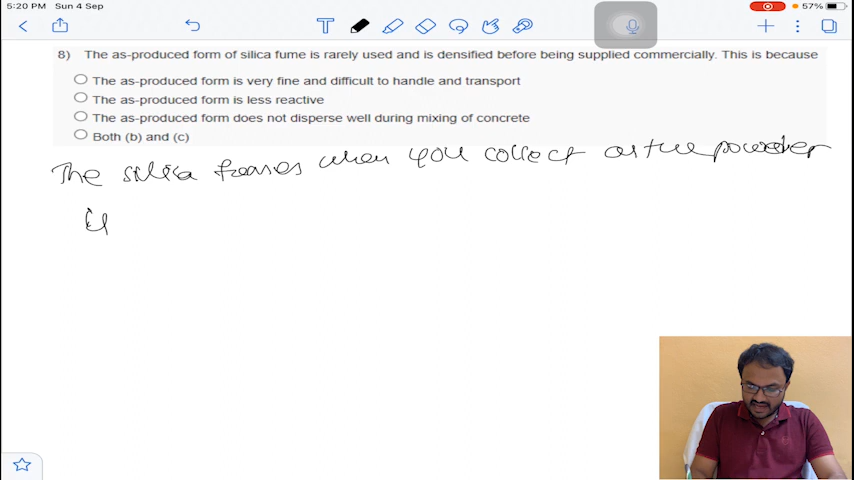 5:20 PM Sun 4 Sep
57%
T
8) The as-produced form of silica fume is rarely used and is densified before being supplied commercially. This is because
The as-produced form is very fine and difficult to handle and transport
The as-produced form is less reactive
The as-produced form does not disperse well during mixing of concrete
Both (b) and (c)
The silica when you collect as the powder